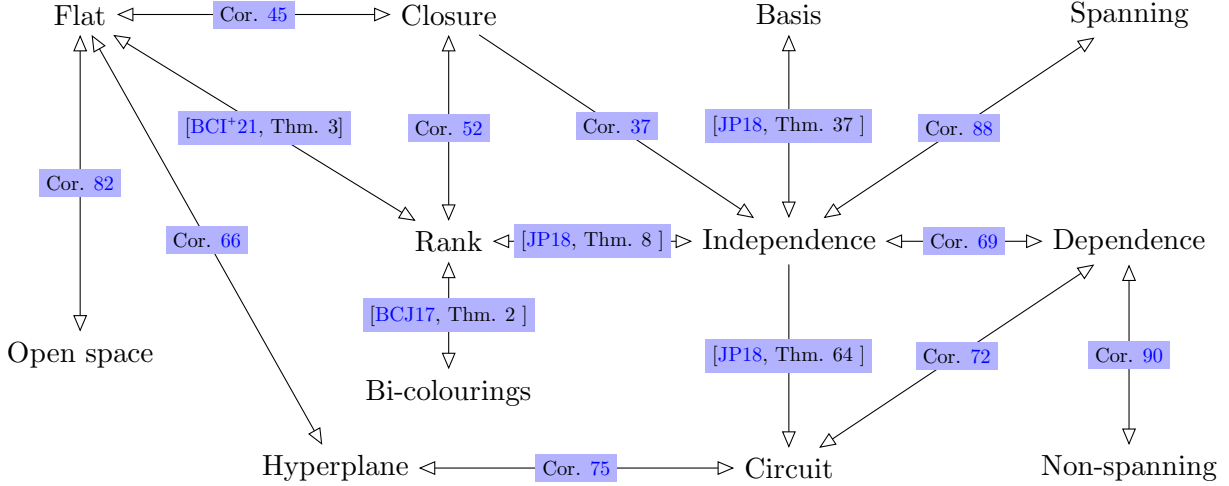 Flat
Cor. 45
Closure
Basis
Spanning
[BCI+21, Thm. 3]
Cor. 52
Cor. 37
[JP18, Thm. 37 ]
Cor. 88
Cor. 82
Cor. 66
Rank
[JP18, Thm. 8 ]
Independence
Cor. 69
Dependence
[BCJ17, Thm. 2 ]
Open space
[JP18, Thm. 64 ]
Cor. 72
Cor. 90
Bi-colourings
Hyperplane
Cor. 75
Circuit
Non-spanning